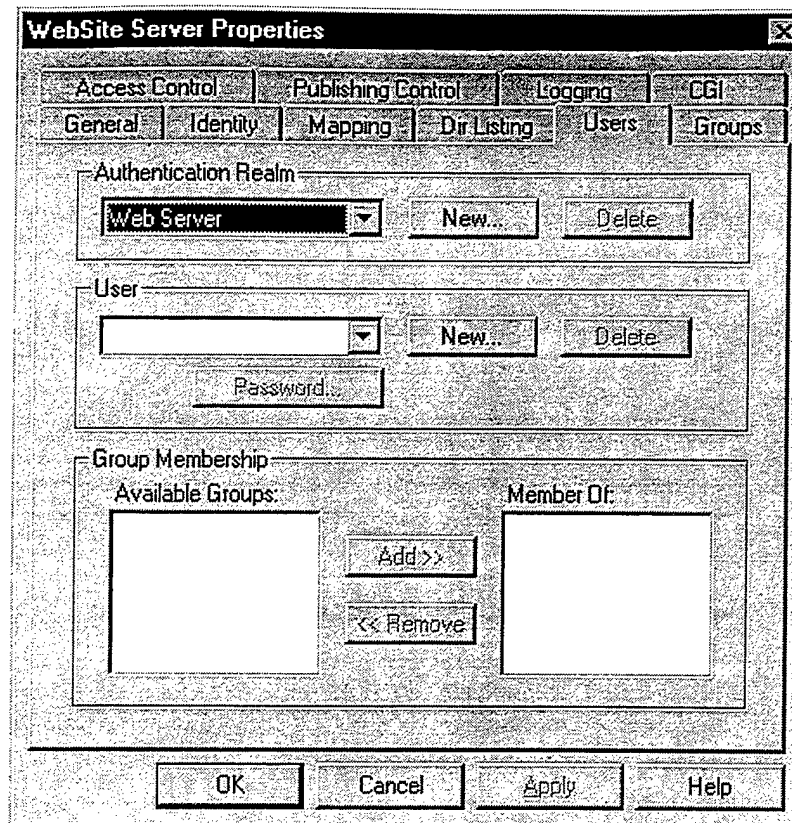 WebSite Server Properties
Access Control Publishing Control Logging CGI
General Identity Mapping Dir Listing Users Groups
Authentication Realm
Web Server New... Delete
User
New... Delete
Password...
Group Membership
Available Groups: Member Of:
Add >>
<< Remove
OK Cancel Apply Help